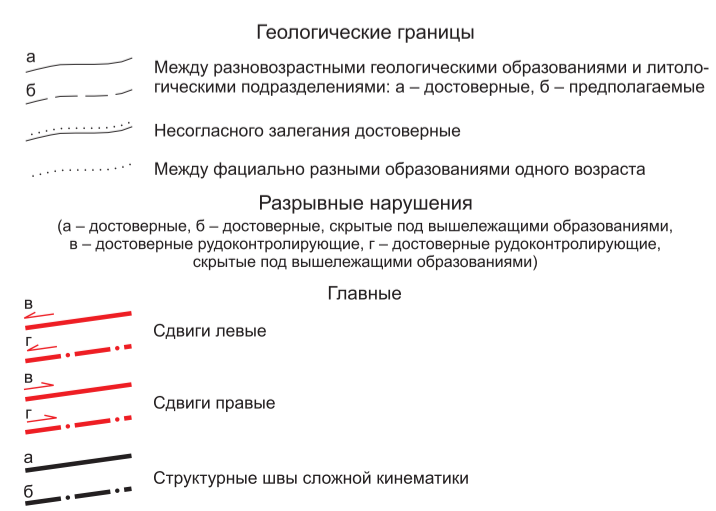 Геологические границы
а
Между разновозрастными геологическими образованиями и литоло-
б
гическими подразделениями: а – достоверные, б – предполагаемые
Несогласного залегания достоверные
Между фациально разными образованиями одного возраста
Разрывные нарушения
(а – достоверные, б – достоверные, скрытые под вышележащими образованиями,
в – достоверные рудоконтролирующие, г – достоверные рудоконтролирующие,
скрытые под вышележащими образованиями)
Главные
в
Сдвиги левые
г
в
Сдвиги правые
г
а
Структурные швы сложной кинематики
б